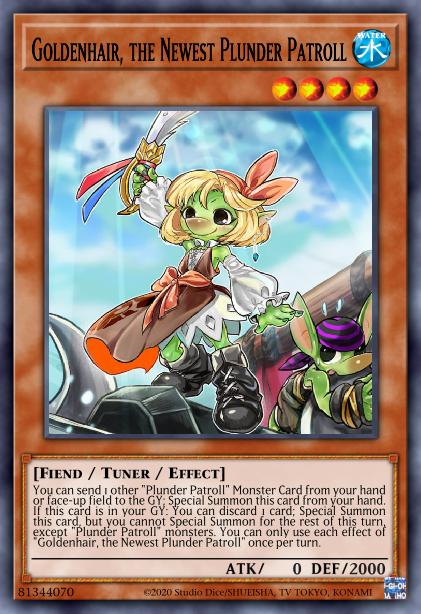 GOLDENHAIR, THE NEWEST PLUNDER PATROLL
WATER
水
[FIEND / TUNER / EFFECT]
You can send 1 other "Plunder Patroll" Monster Card from your hand
or face-up field to the GY; Special Summon this card from your hand.
If this card is in your GY: You can discard 1 card; Special Summon
this card, but you cannot Special Summon for the rest of this turn,
except "Plunder Patroll" monsters. You can only use each effect of
"Goldenhair, the Newest Plunder Patroll" once per turn.
ATK/ 0 DEF/2000
81344070 ©2020 Studio Dice/SHUEISHA, TV TOKYO, KONAMI